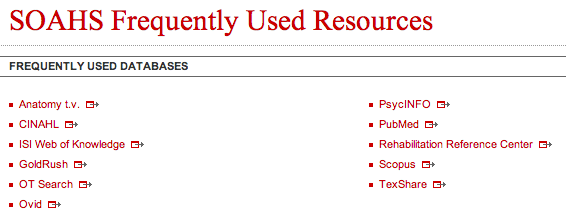 SOAHS Frequently Used Resources
FREQUENTLY USED DATABASES
Anatomy t.v.
CINAHL
ISI Web of Knowledge
GoldRush
OT Search
Ovid
PsycINFO
PubMed
Rehabilitation Reference Center
Scopus
TexShare